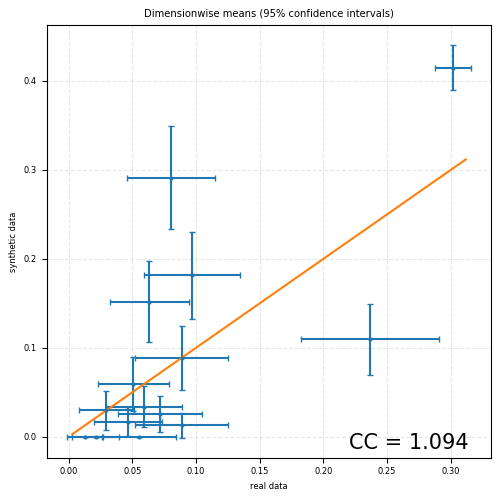 Dimensionwise means (95% confidence intervals)
synthetic data
0.4
0.3
0.2
0.1
0.0
CC = 1.094
0.00 0.05 0.10 0.15 0.20 0.25 0.30
real data